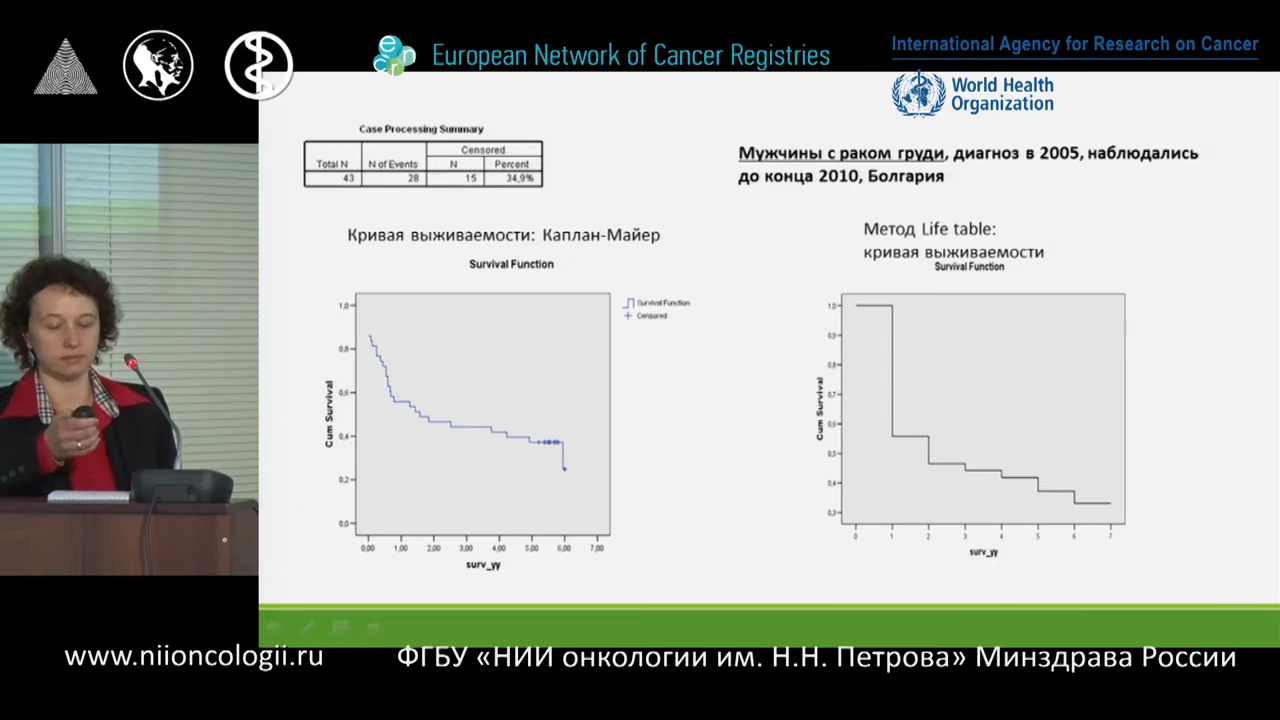 European Network of Cancer Registries
International Agency for Research on Cancer
World Health
Organization
Case Processing Summary
Total N
N of Events
Censored
N
Percent
43
28
15
34,9%
Мужчины с раком груди, диагноз в 2005, наблюдались
до конца 2010, Болгария
Кривая выживаемости: Каплан-Майер
Survival Function
Survival Function
Censored
Cum Survival
1,0
0,8
0,6
0,4
0,2
0,0
0,00
1,00
2,00
3,00
4,00
5,00
6,00
7,00
surv_yy
Метод Life table:
кривая выживаемости
Survival Function
Cum Survival
1,0
0,9
0,8
0,7
0,6
0,5
0,4
0,3
0
1
2
3
4
5
6
7
surv_yy
www.niioncologii.ru
ФГБУ «НИИ онкологии им. Н.Н. Петрова» Минздрава России